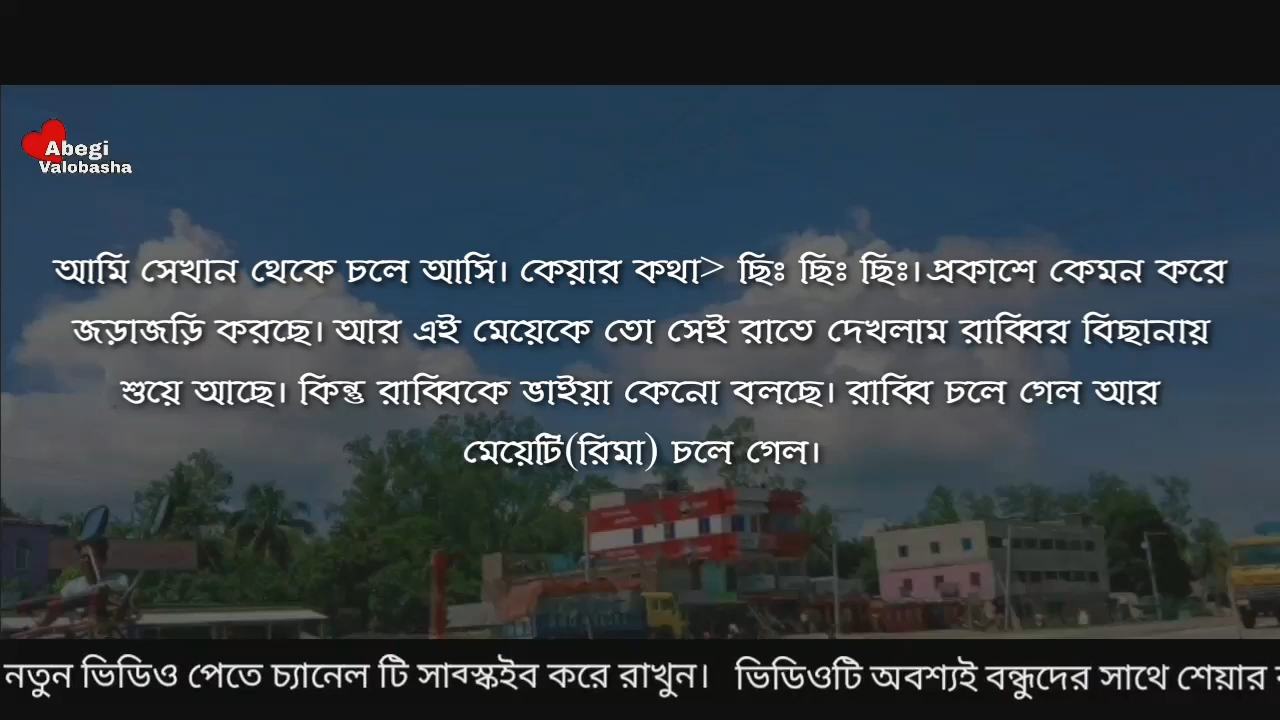 Abegi
Valobasha
আমি সেখান থেকে চলে আসি। কেয়ার কথা> ছিঃ ছিঃ ছিঃ। প্রকাশে কেমন করে
জড়াজড়ি করছে। আর এই মেয়েকে তো সেই রাতে দেখলাম রাব্বির বিছানায়
শুয়ে আছে। কিন্তু রাব্বিকে ভাইয়া কেনো বলছে। রাব্বি চলে গেল আর
মেয়েটি(রিমা) চলে গেল।
নতুন ভিডিও পেতে চ্যানেল টি সাবস্কইব করে রাখুন। ভিডিওটি অবশ্যই বন্ধুদের সাথে শেয়ার